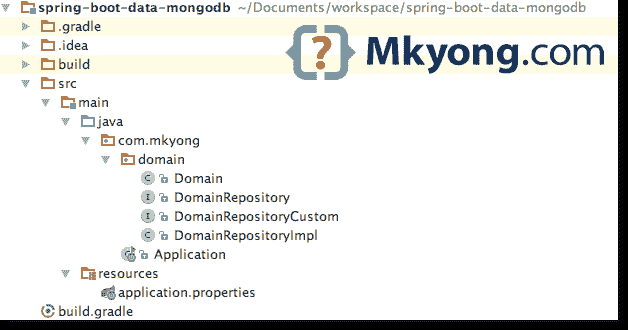 spring-boot-data-mongodb ~/Documents/workspace/spring-boot-data-mongodb
.gradle
.idea
build
{?} Mkyong.com
src
main
java
com.mkyong
domain
C Domain
I DomainRepository
I DomainRepositoryCustom
C DomainRepositoryImpl
Application
resources
application.properties
build.gradle